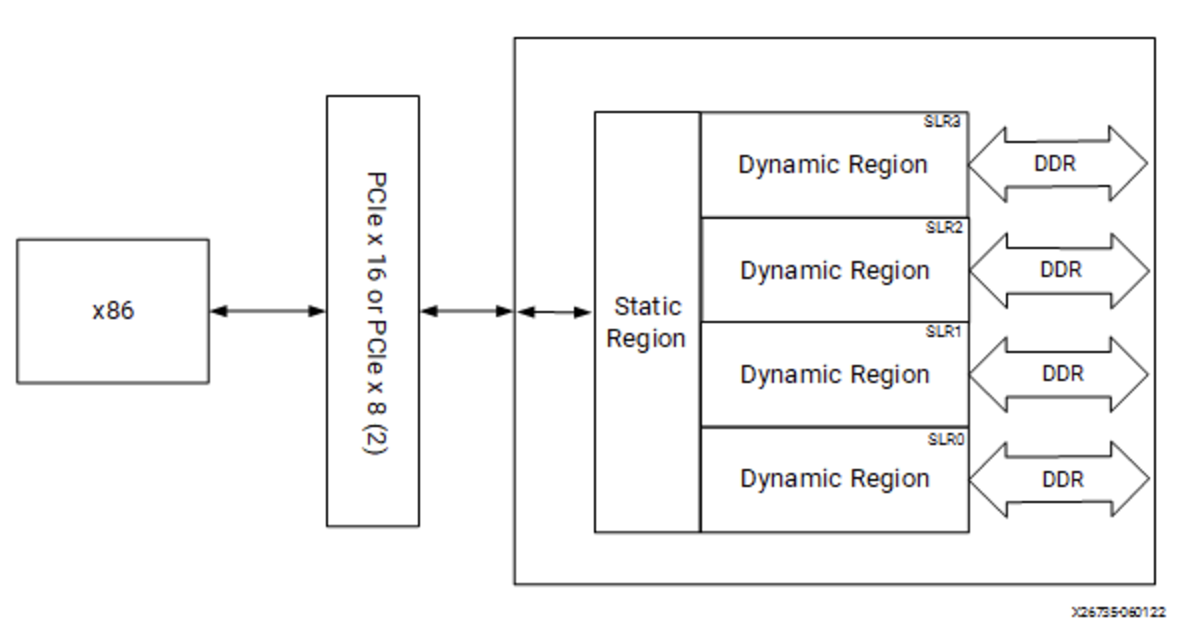 x86
PCIe x 16 or PCIe x 8 (2)
Static
Region
SLR3
Dynamic Region
DDR
SLR2
Dynamic Region
DDR
SLR1
Dynamic Region
DDR
SLR0
Dynamic Region
DDR
X26735-060122